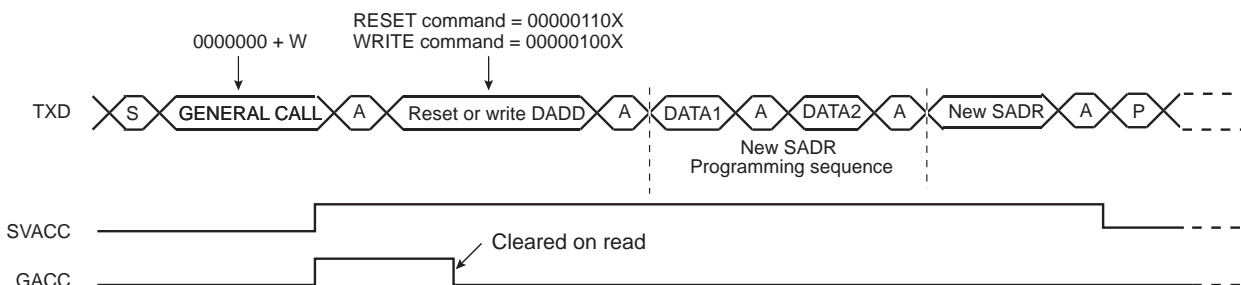 RESET command = 00000110X
0000000 + W
WRITE command = 00000100X
TXD
S
GENERAL CALL
A
Reset or write DADD
A
DATA1
A
DATA2
A
New SADR
A
P
New SADR
Programming sequence
SVACC
Cleared on read
GACC